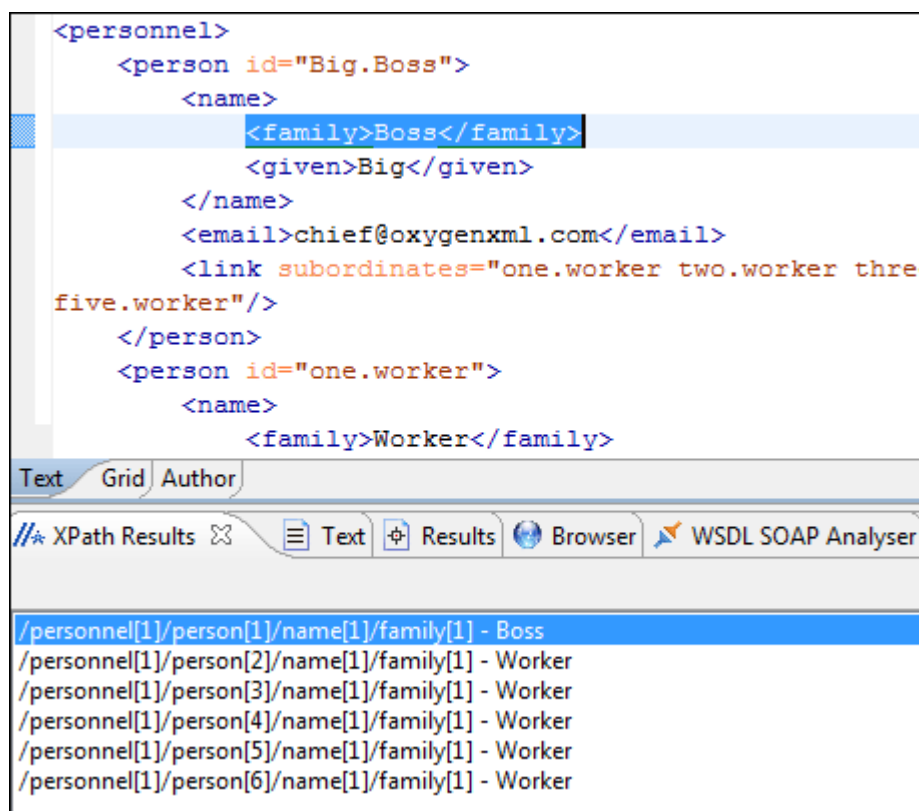 <personnel>
<person id="Big.Boss">
<name>
<family>Boss</family>
<given>Big</given>
</name>
<email>chief@oxygenxml.com</email>
<link subordinates="one.worker two.worker thre
five.worker"/>
</person>
<person id="one.worker">
<name>
<family>Worker</family>
Text Grid Author
XPath Results Text Results Browser WSDL SOAP Analyser
/personnel[1]/person[1]/name[1]/family[1] - Boss
/personnel[1]/person[2]/name[1]/family[1] - Worker
/personnel[1]/person[3]/name[1]/family[1] - Worker
/personnel[1]/person[4]/name[1]/family[1] - Worker
/personnel[1]/person[5]/name[1]/family[1] - Worker
/personnel[1]/person[6]/name[1]/family[1] - Worker